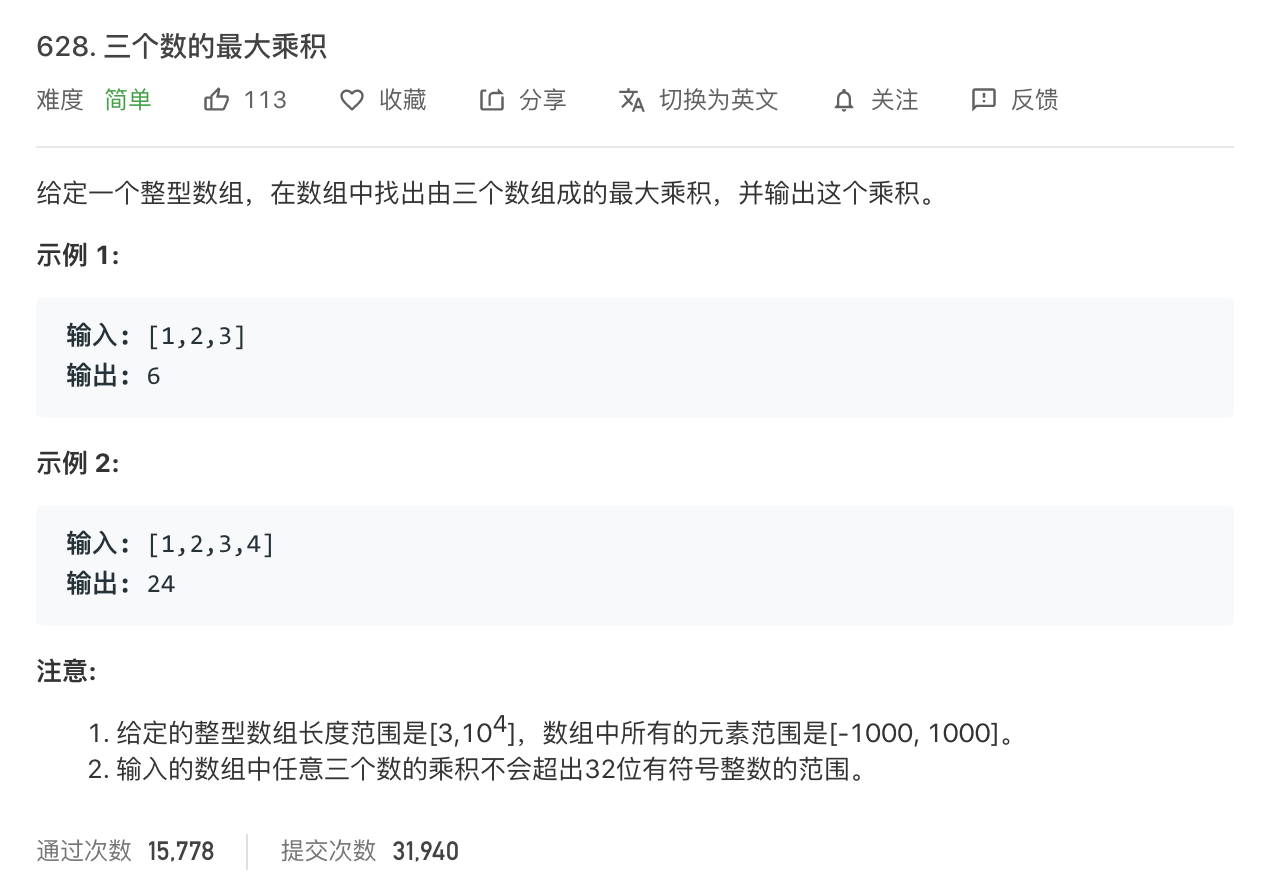 628. 三个数的最大乘积
难度 简单 113 收藏 分享 切换为英文 关注 反馈
给定一个整型数组，在数组中找出由三个数组成的最大乘积，并输出这个乘积。
示例 1:
输入: [1,2,3]
输出: 6
示例 2:
输入: [1,2,3,4]
输出: 24
注意:
1. 给定的整型数组长度范围是[3,10⁴]，数组中所有的元素范围是[-1000, 1000]。
2. 输入的数组中任意三个数的乘积不会超出32位有符号整数的范围。
通过次数 15,778 提交次数 31,940